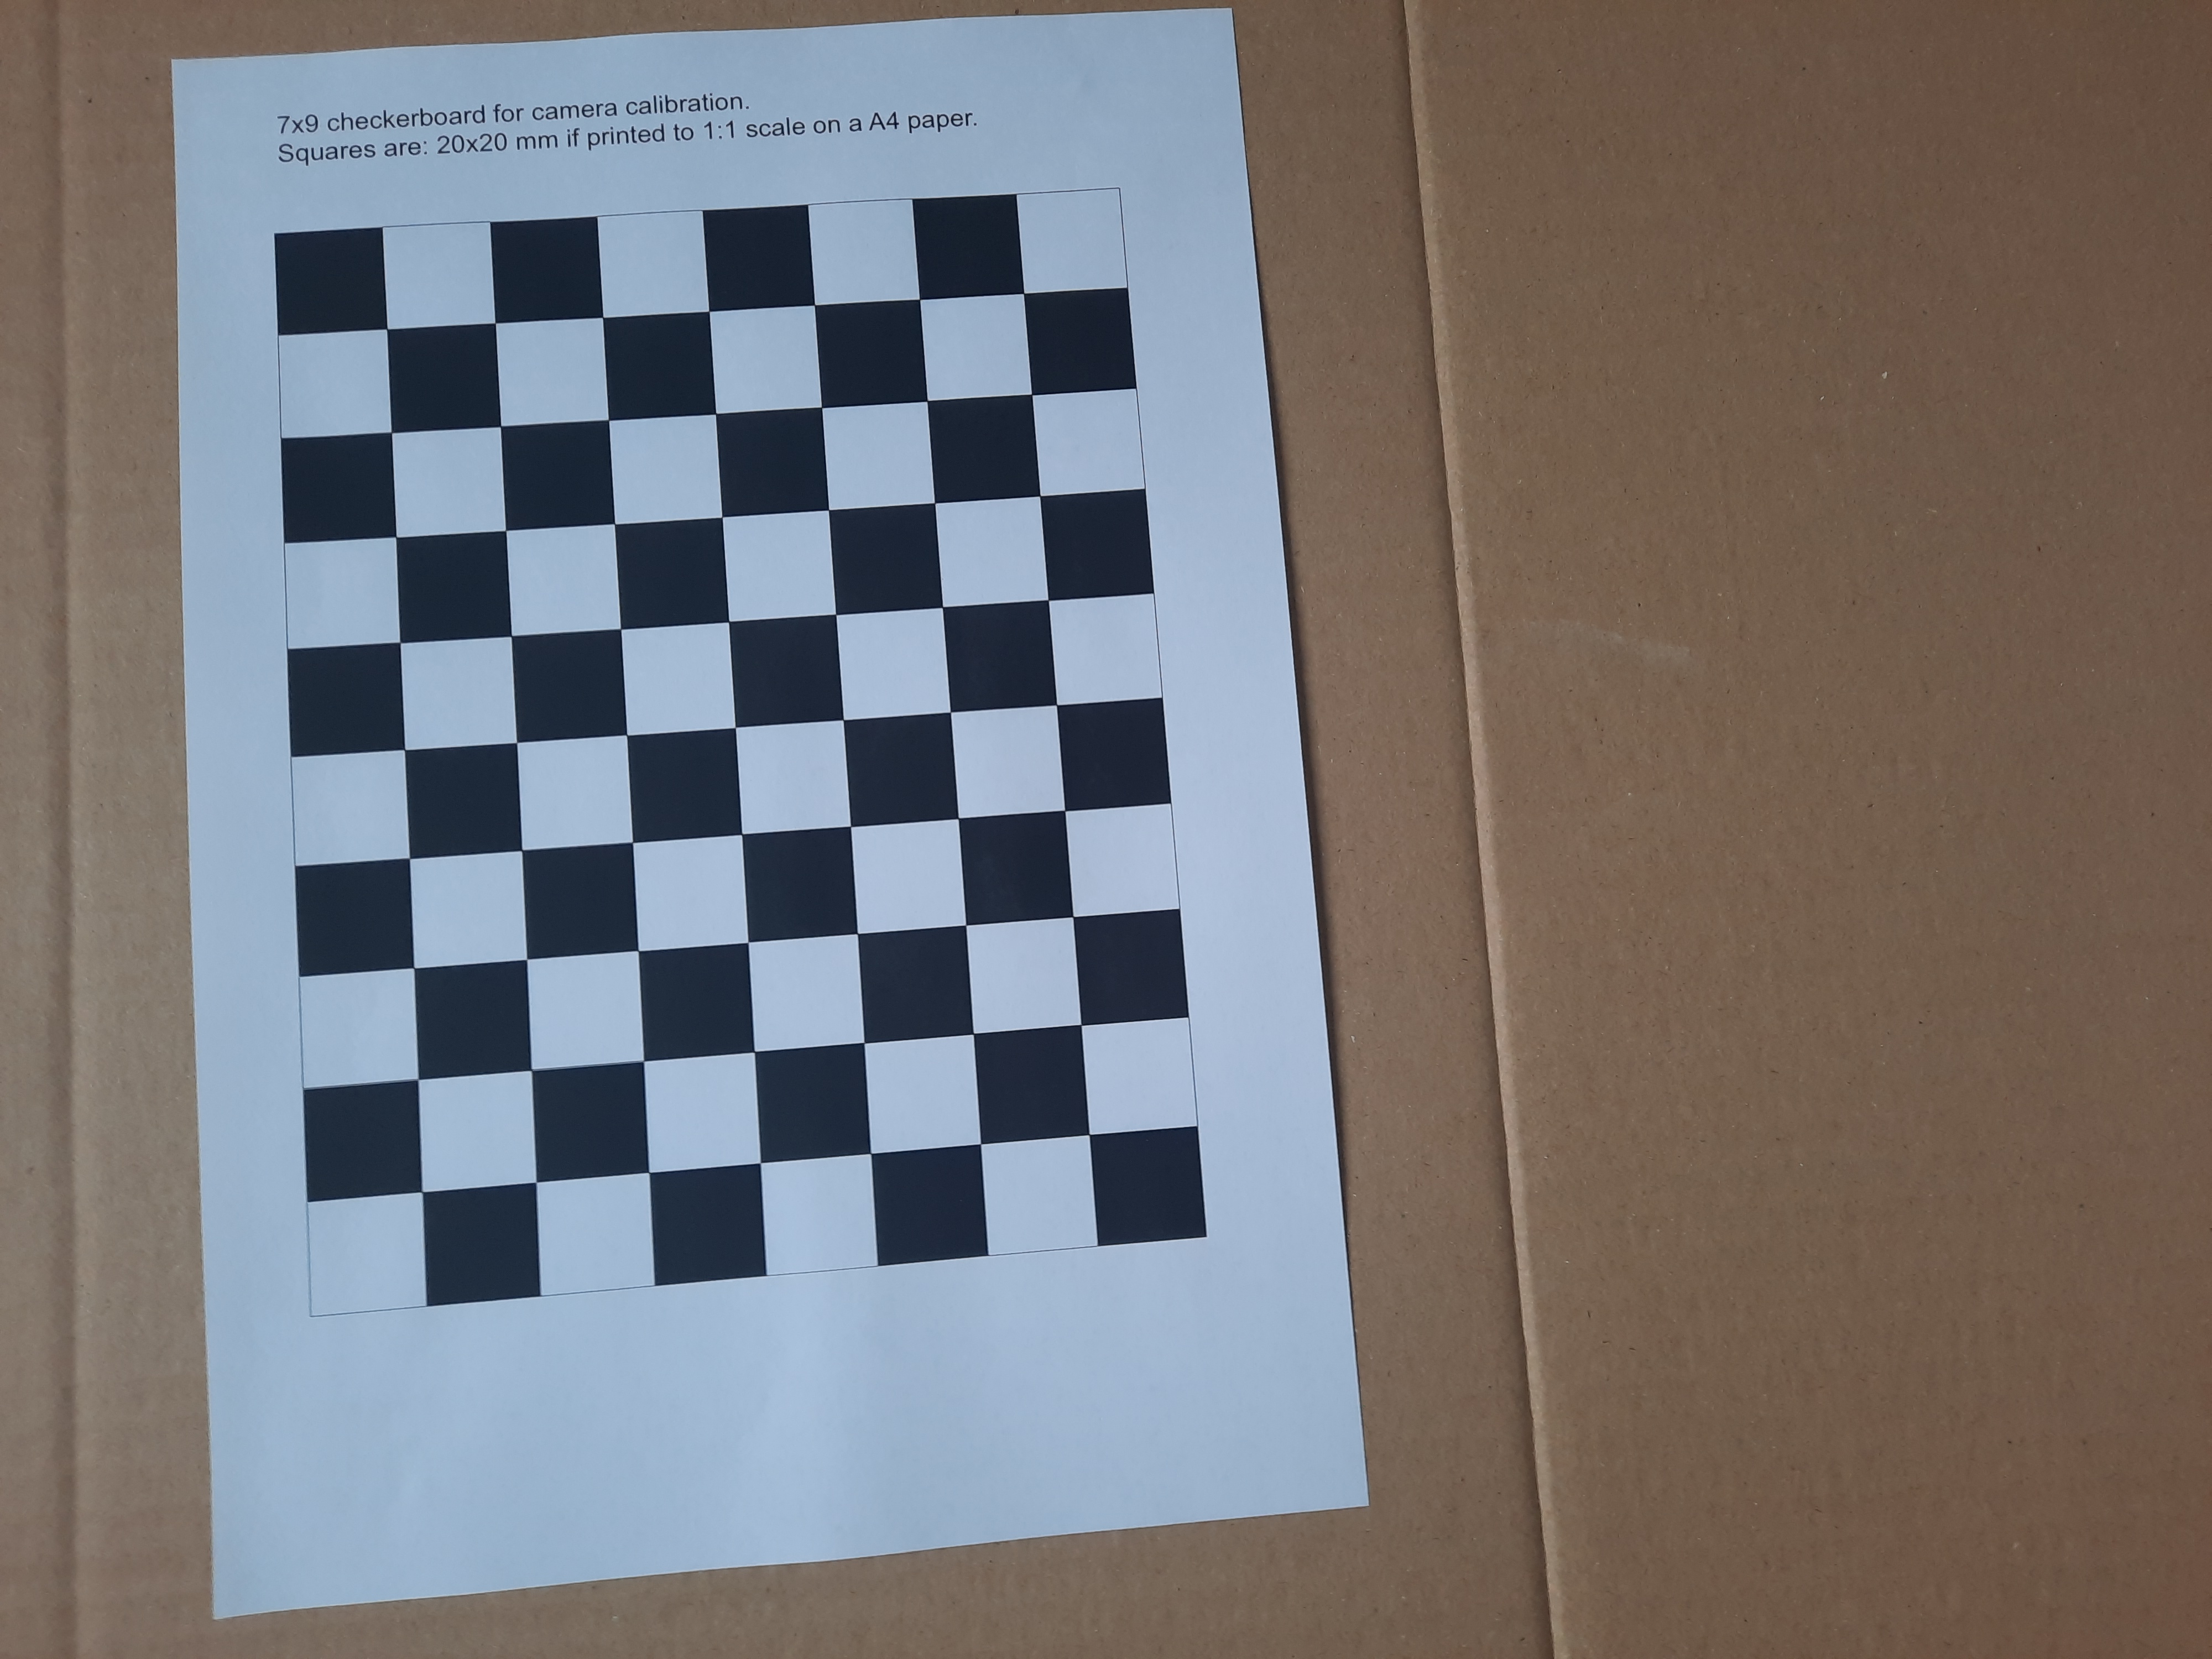 7x9 checkerboard for camera calibration.
Squares are: 20x20 mm if printed to 1:1 scale on a A4 paper.